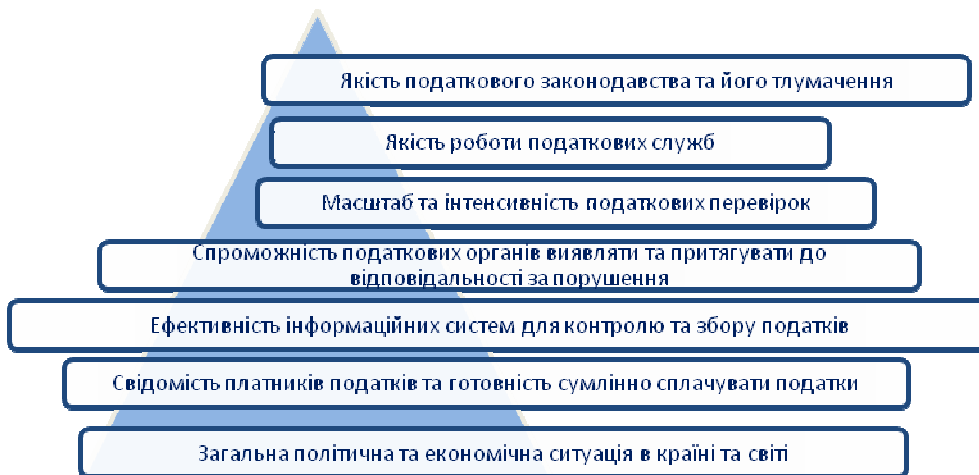 Якість податкового законодавства та його тлумачення
Якість роботи податкових служб
Масштаб та інтенсивність податкових перевірок
Спроможність податкових органів виявляти та притягувати до
відповідальності за порушення
Ефективність інформаційних систем для контролю та збору податків
Свідомість платників податків та готовність сумлінно сплачувати податки
Загальна політична та економічна ситуація в країні та світі